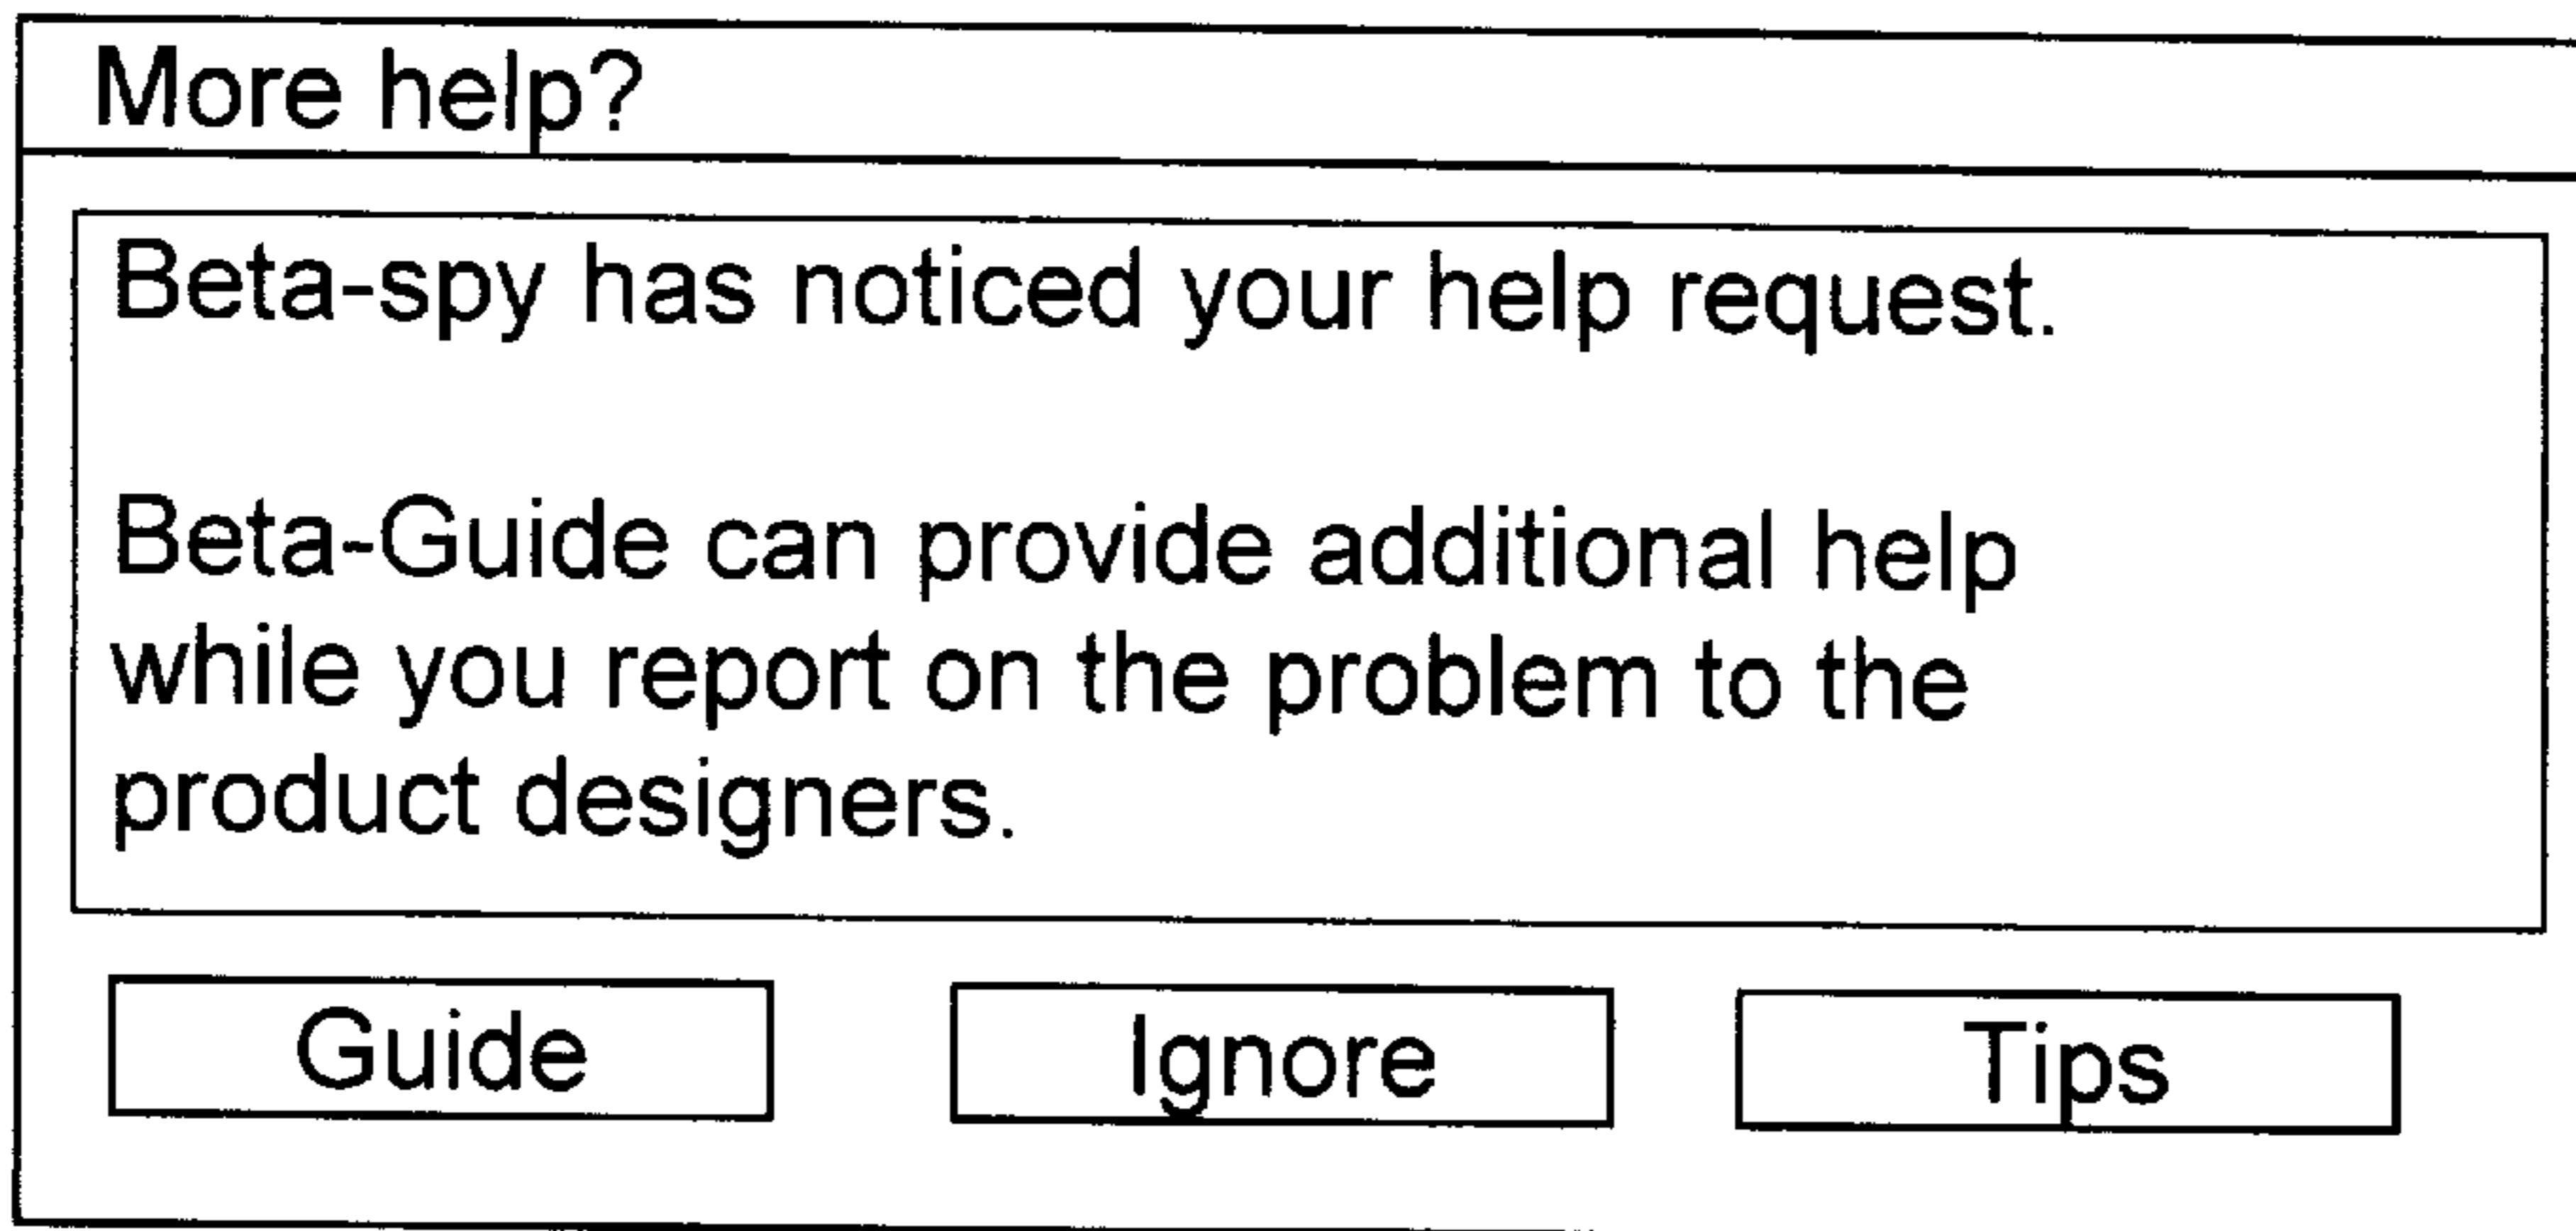 More help?
Beta-spy has noticed your help request.
Beta-Guide can provide additional help
while you report on the problem to the
product designers.
Guide Ignore Tips